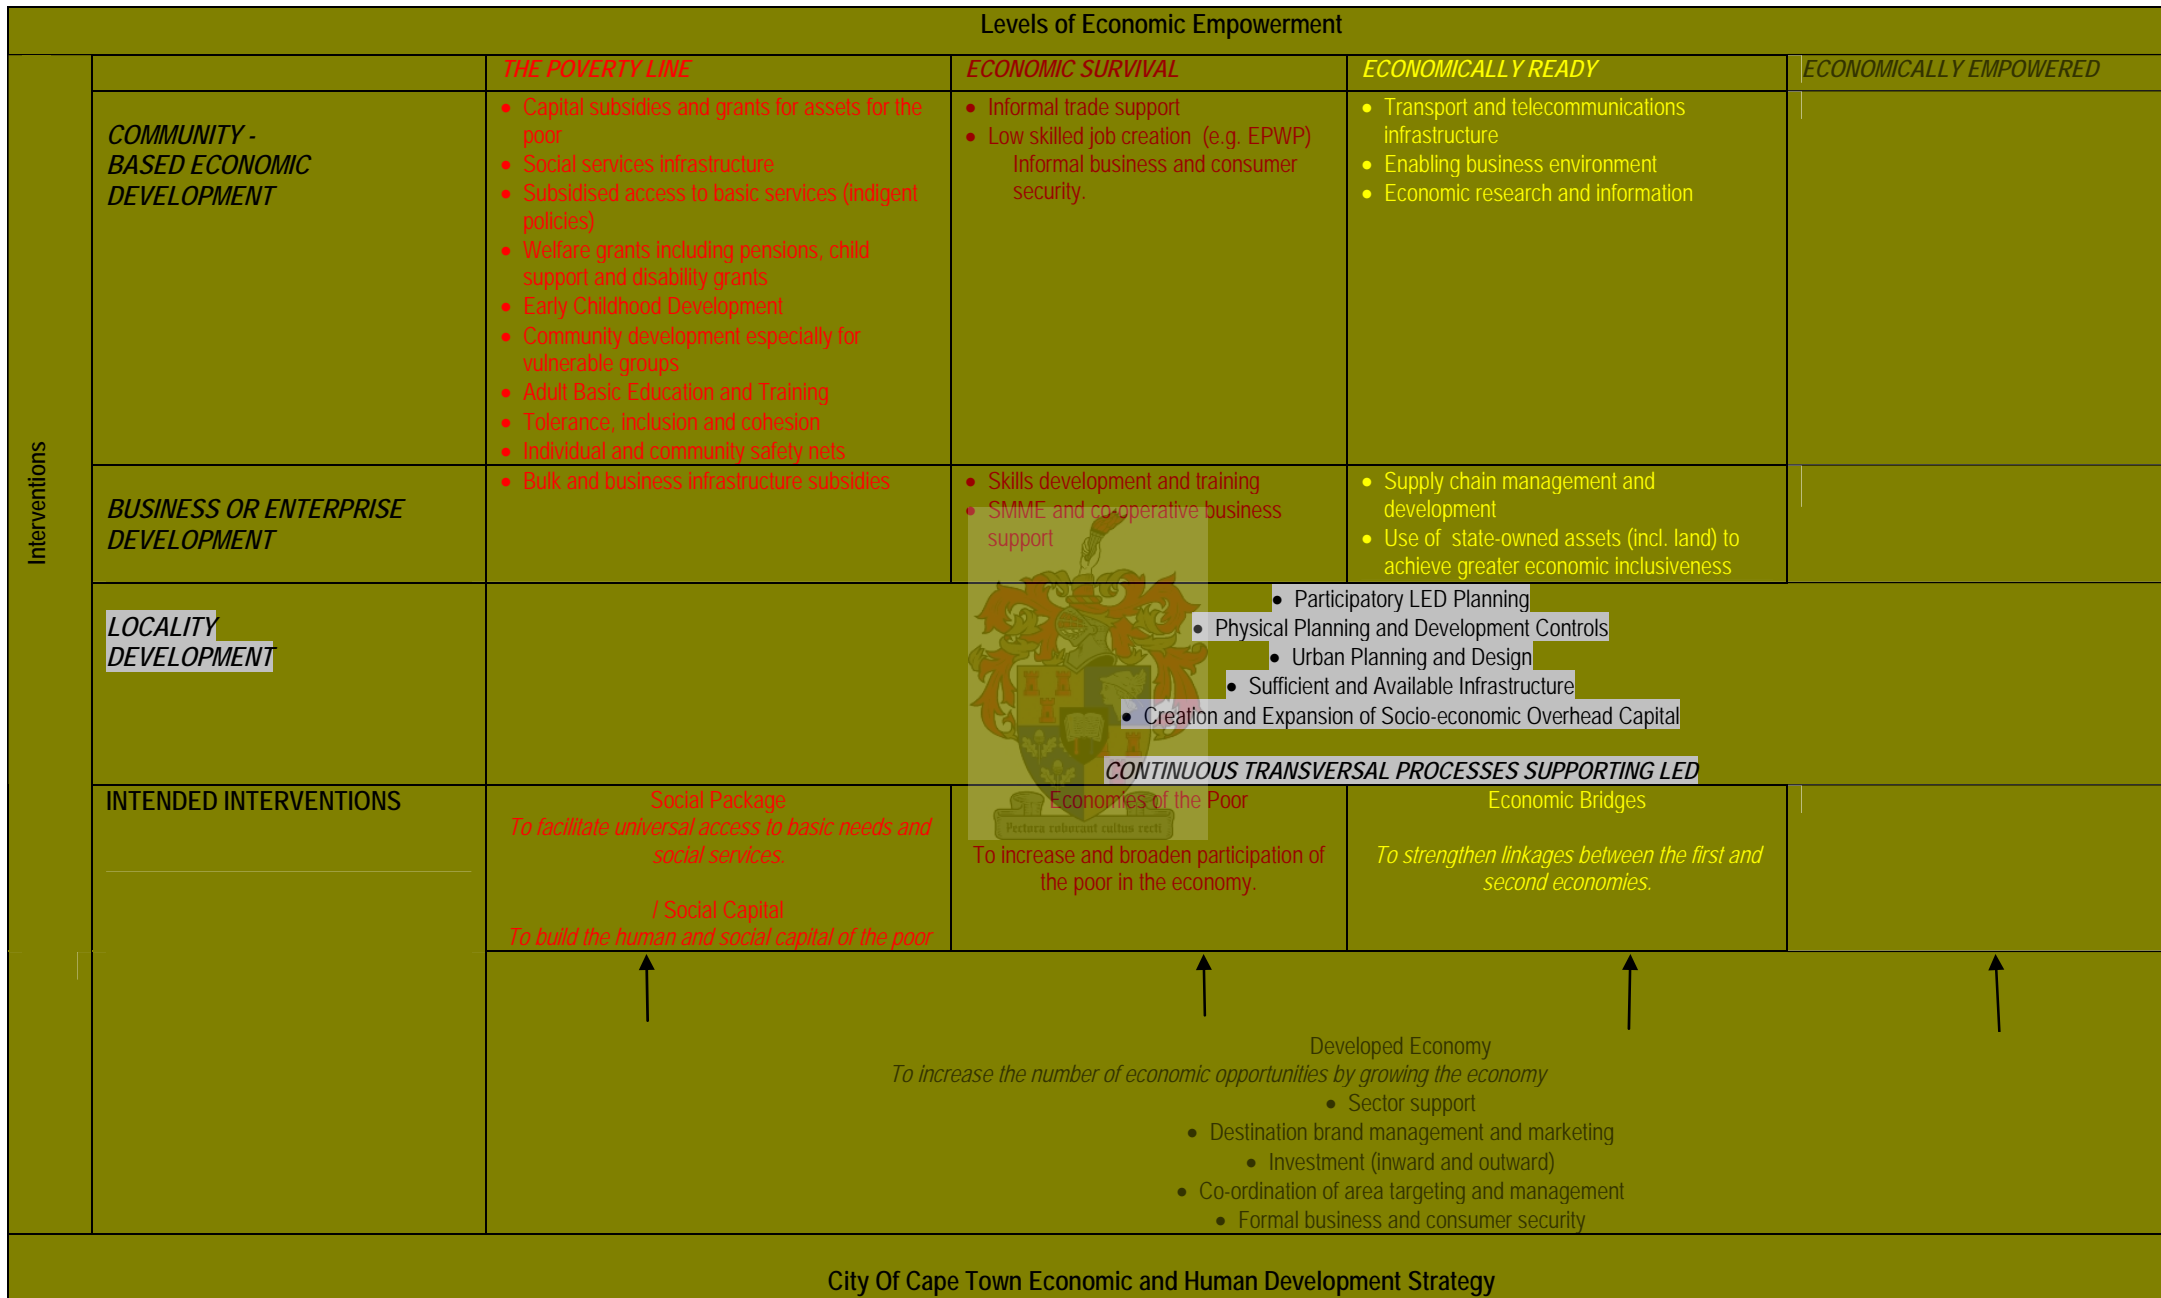 Levels of Economic Empowerment
Interventions
THE POVERTY LINE
ECONOMIC SURVIVAL
ECONOMICALLY READY
ECONOMICALLY EMPOWERED
COMMUNITY -
BASED ECONOMIC
DEVELOPMENT
• Capital subsidies and grants for assets for the
poor
• Social services infrastructure
• Subsidised access to basic services (indigent
policies)
• Welfare grants including pensions, child
support and disability grants
• Early Childhood Development
• Community development especially for
vulnerable groups
• Adult Basic Education and Training
• Tolerance, inclusion and cohesion
• Individual and community safety nets
• Informal trade support
• Low skilled job creation (e.g. EPWP)
Informal business and consumer
security.
• Transport and telecommunications
infrastructure
• Enabling business environment
• Economic research and information
BUSINESS OR ENTERPRISE
DEVELOPMENT
• Bulk and business infrastructure subsidies
• Skills development and training
• SMME and co-operative business
support
• Supply chain management and
development
• Use of state-owned assets (incl. land) to
achieve greater economic inclusiveness
LOCALITY
DEVELOPMENT
• Participatory LED Planning
• Physical Planning and Development Controls
• Urban Planning and Design
• Sufficient and Available Infrastructure
• Creation and Expansion of Socio-economic Overhead Capital
CONTINUOUS TRANSVERSAL PROCESSES SUPPORTING LED
INTENDED INTERVENTIONS
Social Package
To facilitate universal access to basic needs and
social services.
/ Social Capital
To build the human and social capital of the poor
Economies of the Poor
Pectora roborant cultus recti
To increase and broaden participation of
the poor in the economy.
Economic Bridges
To strengthen linkages between the first and
second economies.
Developed Economy
To increase the number of economic opportunities by growing the economy
• Sector support
• Destination brand management and marketing
• Investment (inward and outward)
• Co-ordination of area targeting and management
• Formal business and consumer security
City Of Cape Town Economic and Human Development Strategy